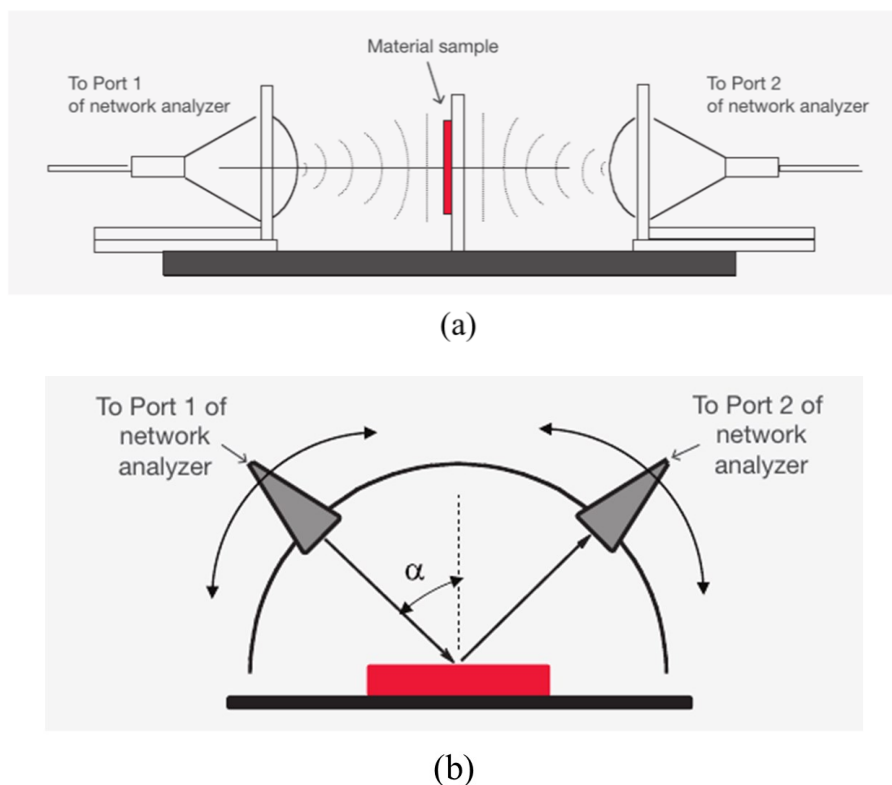 Material sample
To Port 1
of network analyzer
To Port 2
of network analyzer
(a)
To Port 1 of
network
analyzer
To Port 2 of
network
analyzer
α
(b)